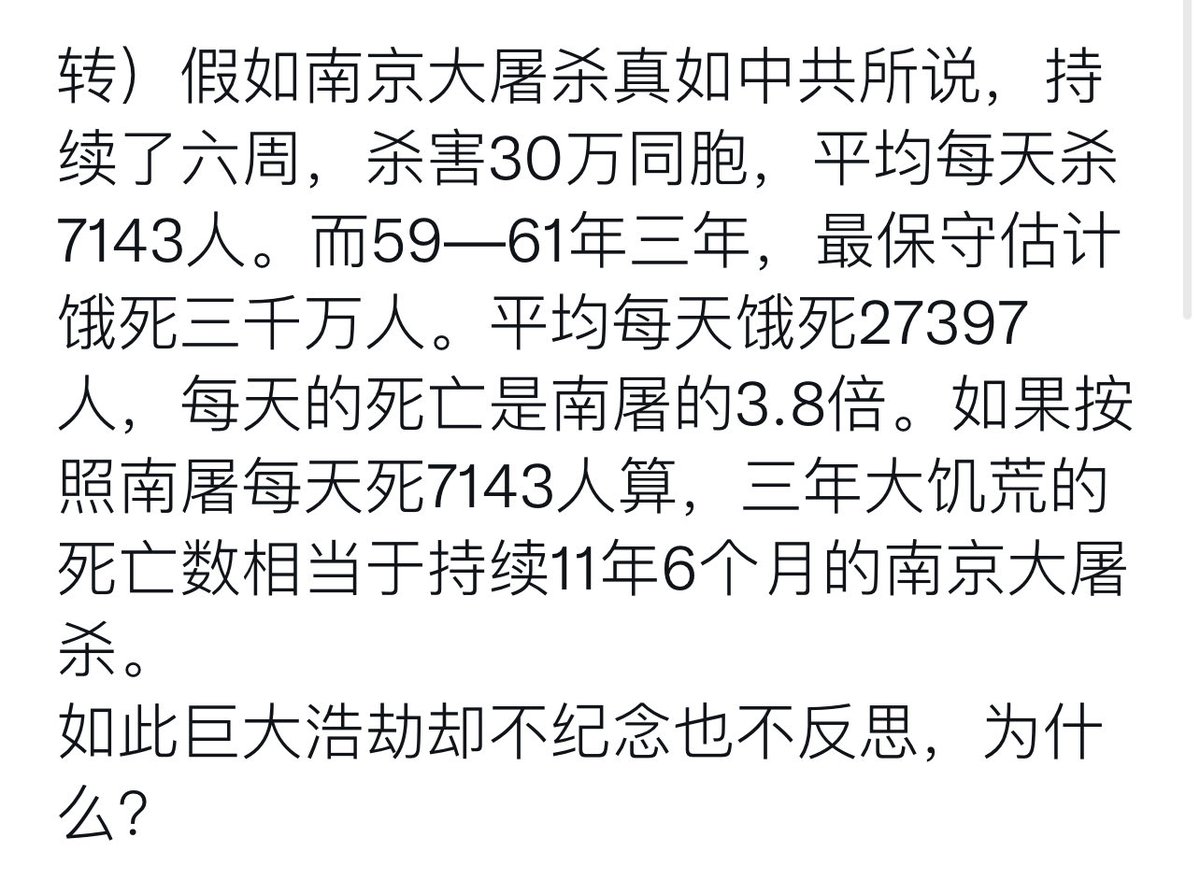 转）假如南京大屠杀真如中共所说，持
续了六周，杀害30万同胞，平均每天杀
7143人。而59—61年三年，最保守估计
饿死三千万人。平均每天饿死27397
人，每天的死亡是南屠的3.8倍。如果按
照南屠每天死7143人算，三年大饥荒的
死亡数相当于持续11年6个月的南京大屠
杀。
如此巨大浩劫却不纪念也不反思，为什
么？